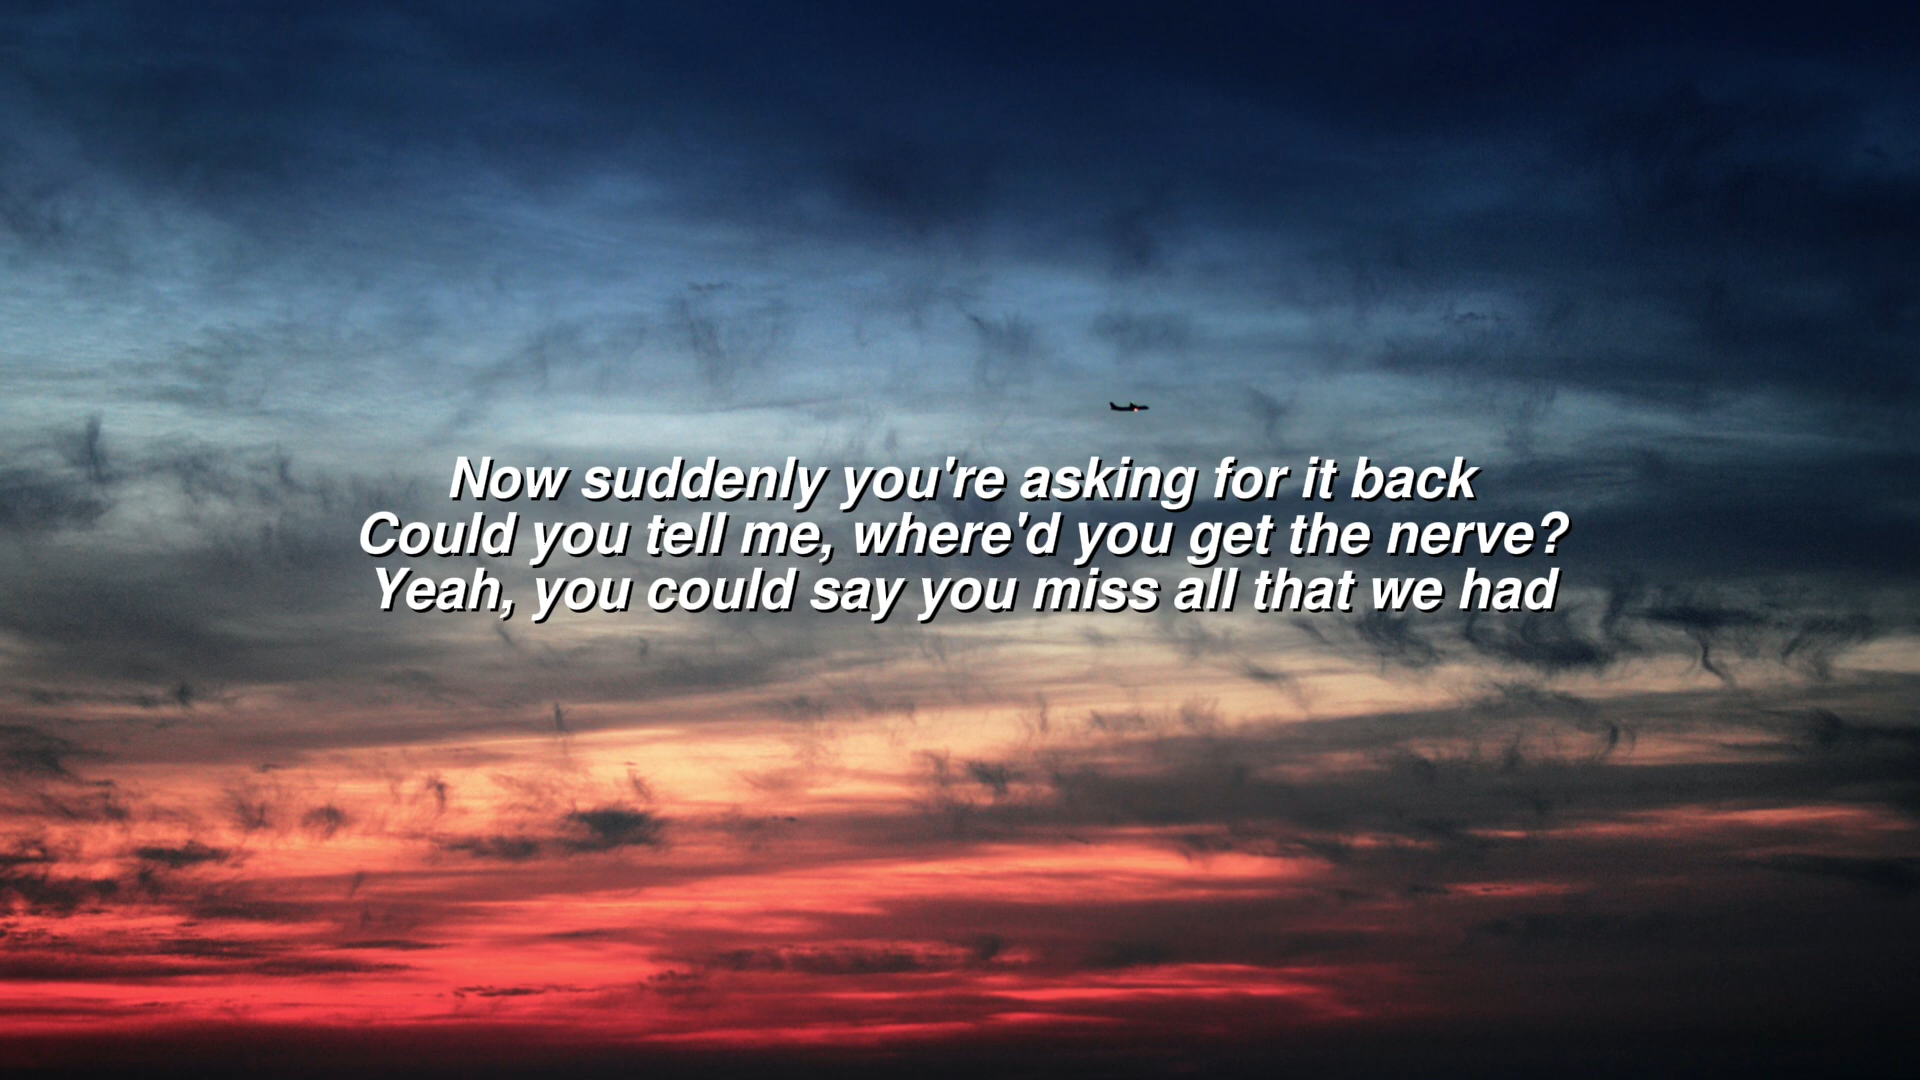 Now suddenly you're asking for it back
Could you tell me, where'd you get the nerve?
Yeah, you could say you miss all that we had